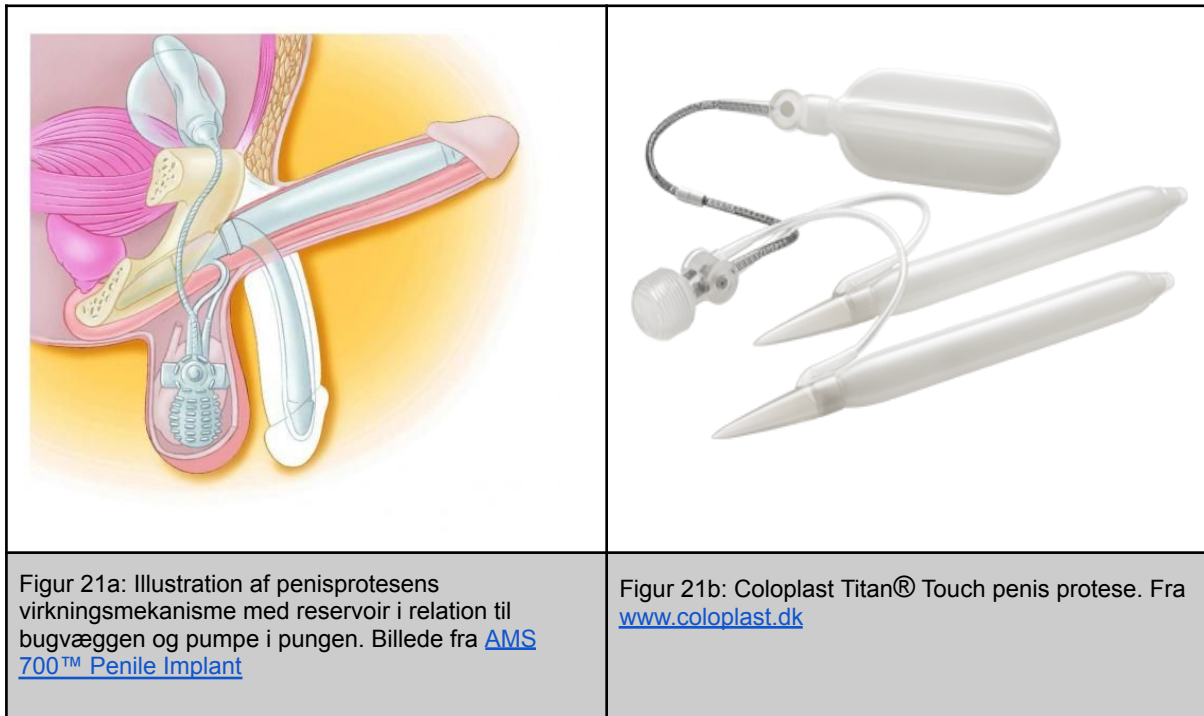 Figur 21a: Illustration af penisprotesens
virkningsmekanisme med reservoir i relation til
bugvæggen og pumpe i pungen. Billede fra AMS
700™ Penile Implant
Figur 21b: Coloplast Titan® Touch penis protese. Fra
www.coloplast.dk